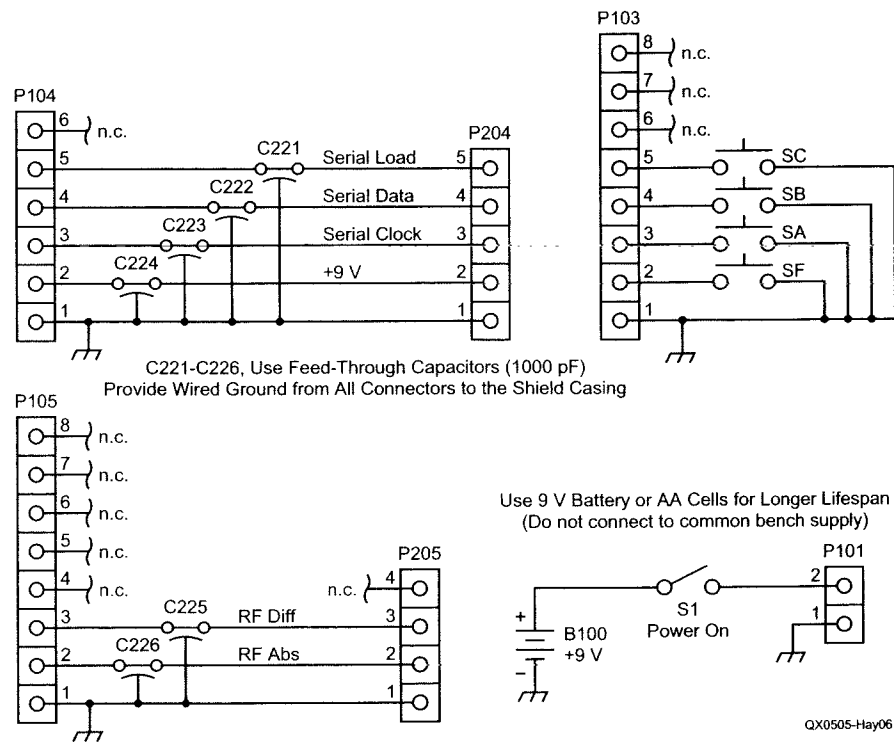 P103
8 n.c.
7 n.c.
6 n.c.
5 SC
4 SB
3 SA
2 SF
1
P104
6 n.c.
5 C221 Serial Load 5
4 C222 Serial Data 4
3 C223 Serial Clock 3
2 C224 +9 V 2
1 1
P204
C221-C226, Use Feed-Through Capacitors (1000 pF)
Provide Wired Ground from All Connectors to the Shield Casing
P105
8 n.c.
7 n.c.
6 n.c.
5 n.c.
4 n.c.
P205
n.c. 4
3 C225 RF Diff 3
2 C226 RF Abs 2
1 1
Use 9 V Battery or AA Cells for Longer Lifespan
(Do not connect to common bench supply)
P101
2
1
S1
Power On
+
B100
+9 V
-
QX0505-Hay06